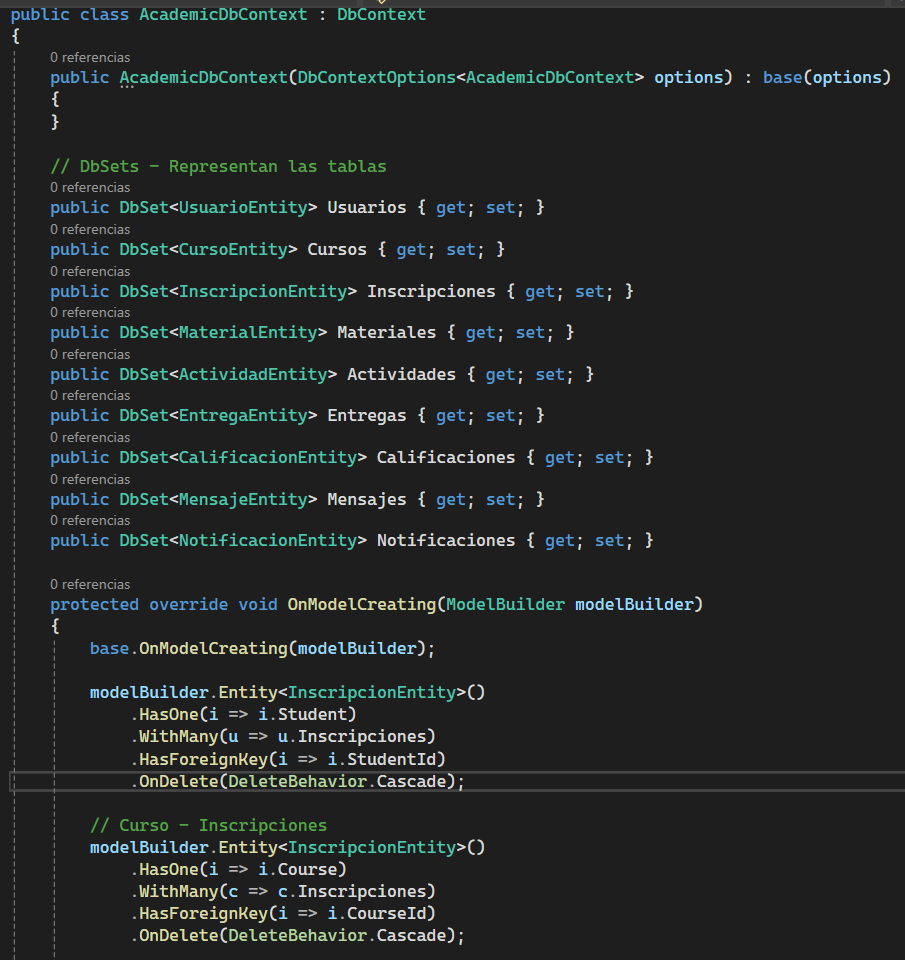 public class AcademicDbContext : DbContext
{
0 referencias
public AcademicDbContext(DbContextOptions<AcademicDbContext> options) : base(options)
{
}
// DbSets - Representan las tablas
0 referencias
public DbSet<UsuarioEntity> Usuarios { get; set; }
0 referencias
public DbSet<CursoEntity> Cursos { get; set; }
0 referencias
public DbSet<InscripcionEntity> Inscripciones { get; set; }
0 referencias
public DbSet<MaterialEntity> Materiales { get; set; }
0 referencias
public DbSet<ActividadEntity> Actividades { get; set; }
0 referencias
public DbSet<EntregaEntity> Entregas { get; set; }
0 referencias
public DbSet<CalificacionEntity> Calificaciones { get; set; }
0 referencias
public DbSet<MensajeEntity> Mensajes { get; set; }
0 referencias
public DbSet<NotificacionEntity> Notificaciones { get; set; }
0 referencias
protected override void OnModelCreating(ModelBuilder modelBuilder)
{
base.OnModelCreating(modelBuilder);
modelBuilder.Entity<InscripcionEntity>()
.HasOne(i => i.Student)
.WithMany(u => u.Inscripciones)
.HasForeignKey(i => i.StudentId)
.OnDelete(DeleteBehavior.Cascade);
// Curso - Inscripciones
modelBuilder.Entity<InscripcionEntity>()
.HasOne(i => i.Course)
.WithMany(c => c.Inscripciones)
.HasForeignKey(i => i.CourseId)
.OnDelete(DeleteBehavior.Cascade);